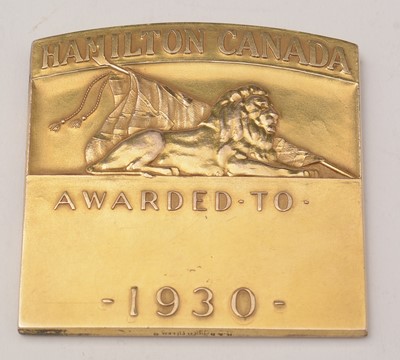 HAMILTON CANADA
AWARDED·TO·
-1930-